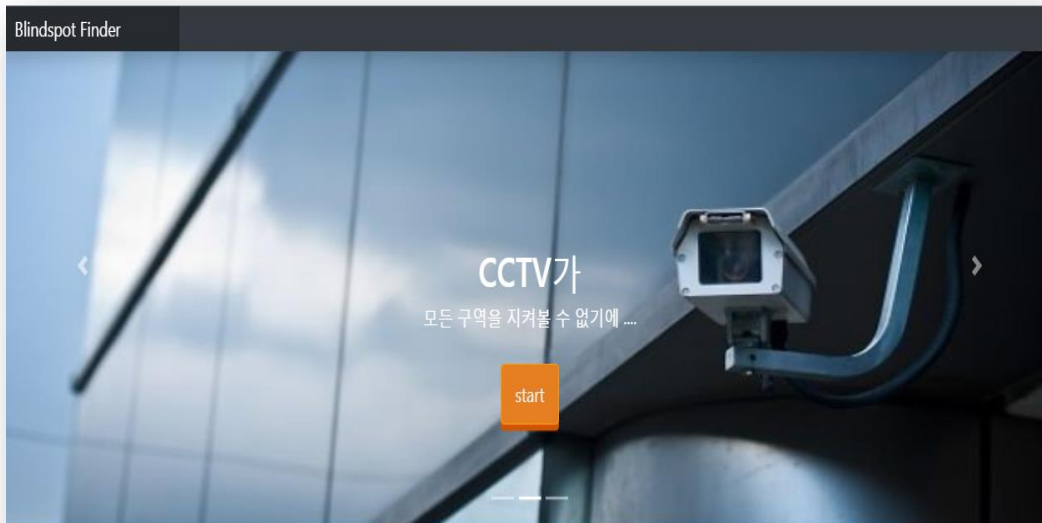 Blindspot Finder
CCTV가
모든 구역을 지켜볼 수 없기에 ....
start